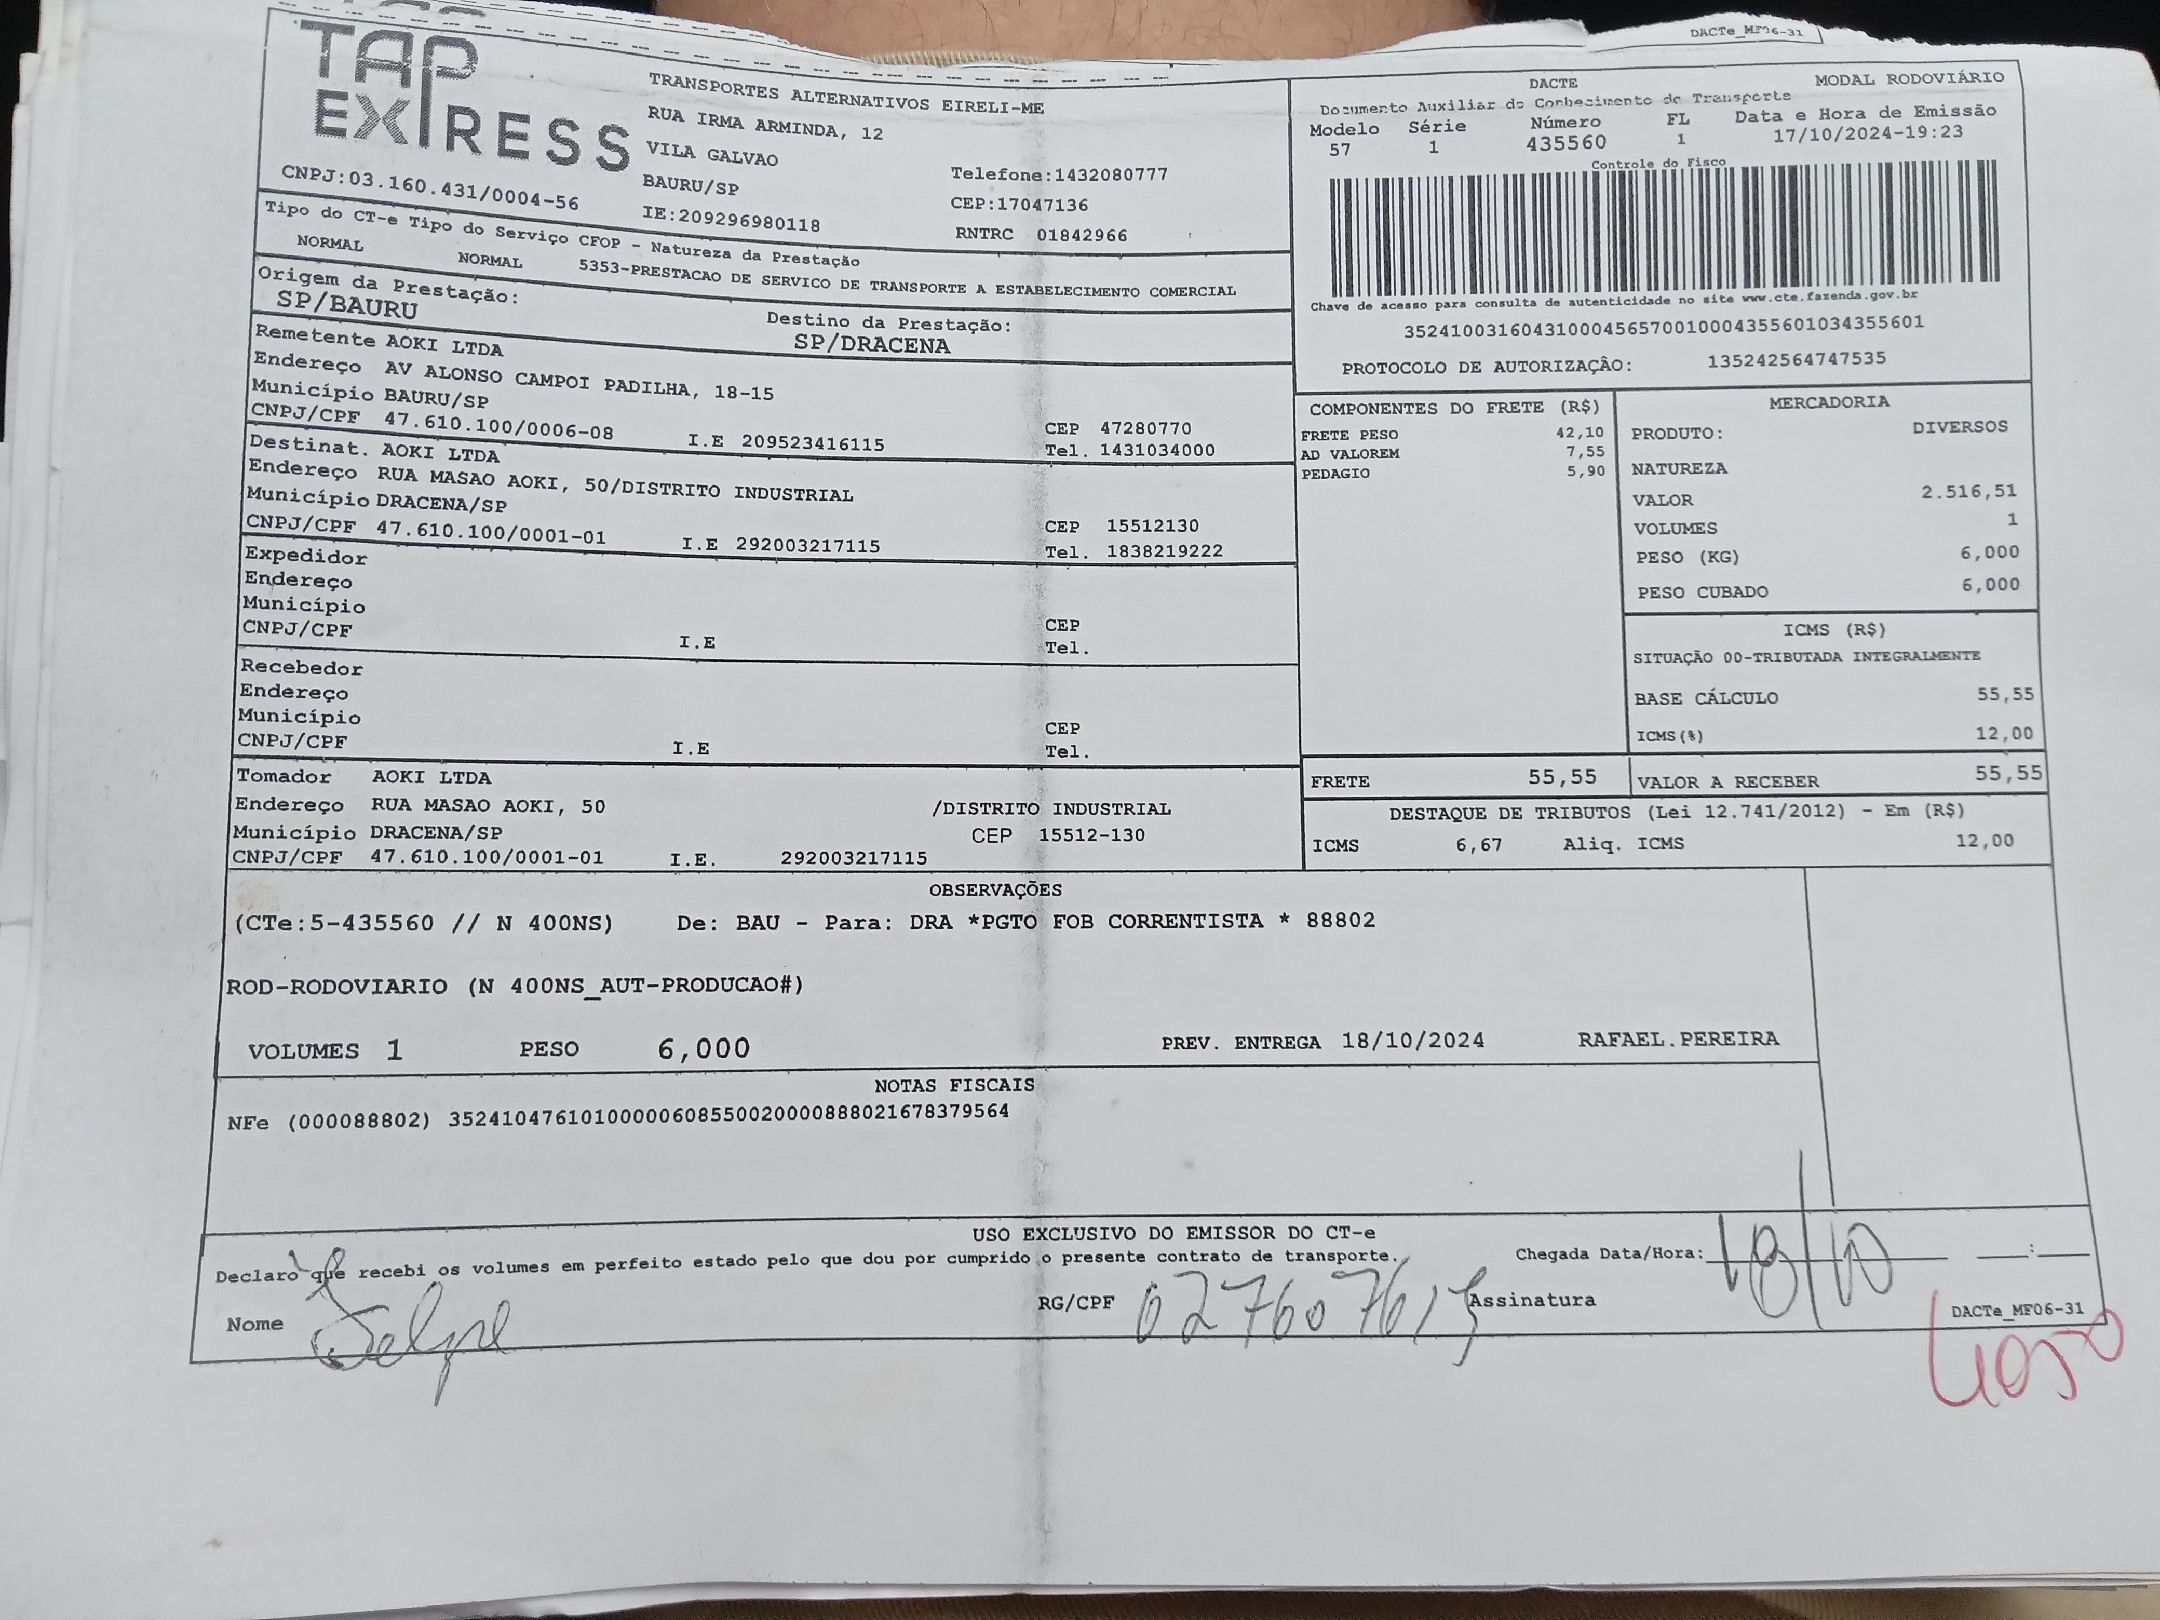 DACTe_MF06-31
TAP
EXPRESS
TRANSPORTES ALTERNATIVOS EIRELI-ME
RUA IRMA ARMINDA, 12
VILA GALVAO
BAURU/SP
IE:209296980118
Telefone:1432080777
CEP:17047136
RNTRC 01842966
CNPJ:03.160.431/0004-56
Tipo do CT-e Tipo do Serviço CFOP - Natureza da Prestação
NORMAL NORMAL 5353-PRESTACAO DE SERVICO DE TRANSPORTE A ESTABELECIMENTO COMERCIAL
Origem da Prestação:
SP/BAURU
Destino da Prestação:
SP/DRACENA
DACTE MODAL RODOVIÁRIO
Documento Auxiliar do Conhecimento de Transporte
Modelo Série Número FL Data e Hora de Emissão
57 1 435560 1 17/10/2024-19:23
Controle do Fisco
Chave de acesso para consulta de autenticidade no site www.cte.fazenda.gov.br
35241003160431000456570010004355601034355601
PROTOCOLO DE AUTORIZAÇÃO: 135242564747535
Remetente AOKI LTDA
Endereço AV ALONSO CAMPOI PADILHA, 18-15
Município BAURU/SP
CEP 47280770
CNPJ/CPF 47.610.100/0006-08 I.E 209523416115 Tel. 1431034000
Destinat. AOKI LTDA
Endereço RUA MASAO AOKI, 50/DISTRITO INDUSTRIAL
Município DRACENA/SP CEP 15512130
CNPJ/CPF 47.610.100/0001-01 I.E 292003217115 Tel. 1838219222
Expedidor
Endereço
Município CEP
CNPJ/CPF I.E Tel.
Recebedor
Endereço
Município CEP
CNPJ/CPF I.E Tel.
Tomador AOKI LTDA
Endereço RUA MASAO AOKI, 50 /DISTRITO INDUSTRIAL
Município DRACENA/SP CEP 15512-130
CNPJ/CPF 47.610.100/0001-01 I.E. 292003217115
COMPONENTES DO FRETE (R$)
FRETE PESO 42,10
AD VALOREM 7,55
PEDAGIO 5,90
MERCADORIA
PRODUTO: DIVERSOS
NATUREZA
VALOR 2.516,51
VOLUMES 1
PESO (KG) 6,000
PESO CUBADO 6,000
ICMS (R$)
SITUAÇÃO 00-TRIBUTADA INTEGRALMENTE
BASE CÁLCULO 55,55
ICMS(%) 12,00
FRETE 55,55 VALOR A RECEBER 55,55
DESTAQUE DE TRIBUTOS (Lei 12.741/2012) - Em (R$)
ICMS 6,67 Aliq. ICMS 12,00
OBSERVAÇÕES
(CTe:5-435560 // N 400NS) De: BAU - Para: DRA *PGTO FOB CORRENTISTA * 88802
ROD-RODOVIARIO (N 400NS_AUT-PRODUCAO#)
VOLUMES 1 PESO 6,000 PREV. ENTREGA 18/10/2024 RAFAEL.PEREIRA
NOTAS FISCAIS
NFe (000088802) 35241047610100000608550020000888021678379564
USO EXCLUSIVO DO EMISSOR DO CT-e
Declaro que recebi os volumes em perfeito estado pelo que dou por cumprido o presente contrato de transporte. Chegada Data/Hora: 18/10 __:__
Nome RG/CPF Assinatura
DACTe_MF06-31